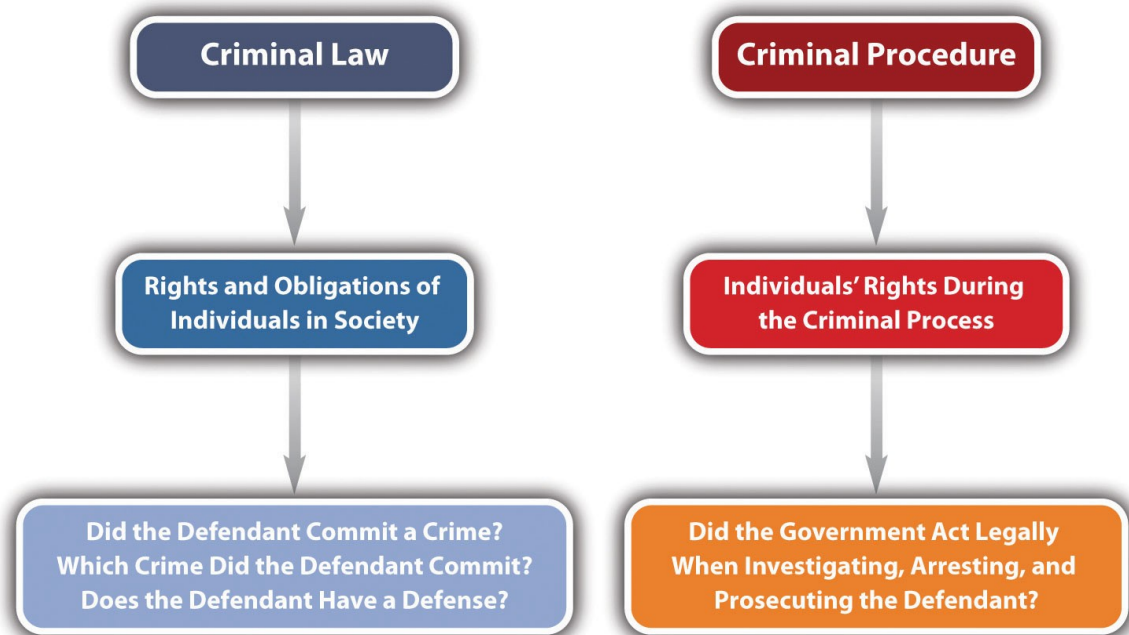 Criminal Law
Rights and Obligations of
Individuals in Society
Did the Defendant Commit a Crime?
Which Crime Did the Defendant Commit?
Does the Defendant Have a Defense?
Criminal Procedure
Individuals’ Rights During
the Criminal Process
Did the Government Act Legally
When Investigating, Arresting, and
Prosecuting the Defendant?